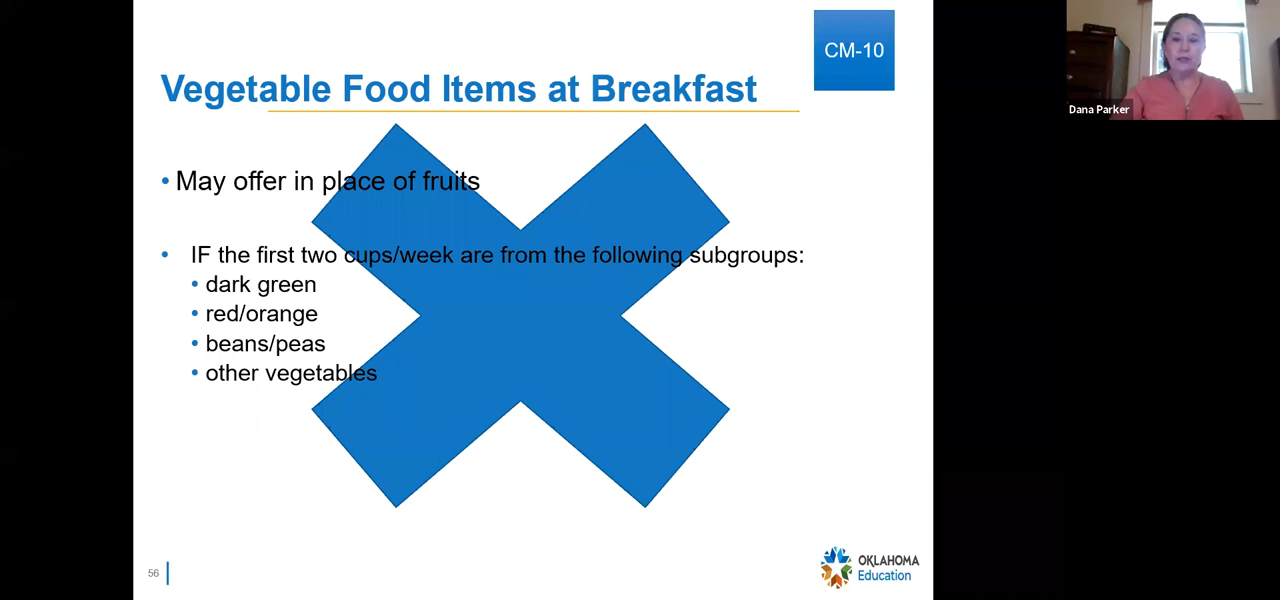 CM-10
Vegetable Food Items at Breakfast
• May offer in place of fruits
• IF the first two cups/week are from the following subgroups:
• dark green
• red/orange
• beans/peas
• other vegetables
56
OKLAHOMA
Education
Dana Parker